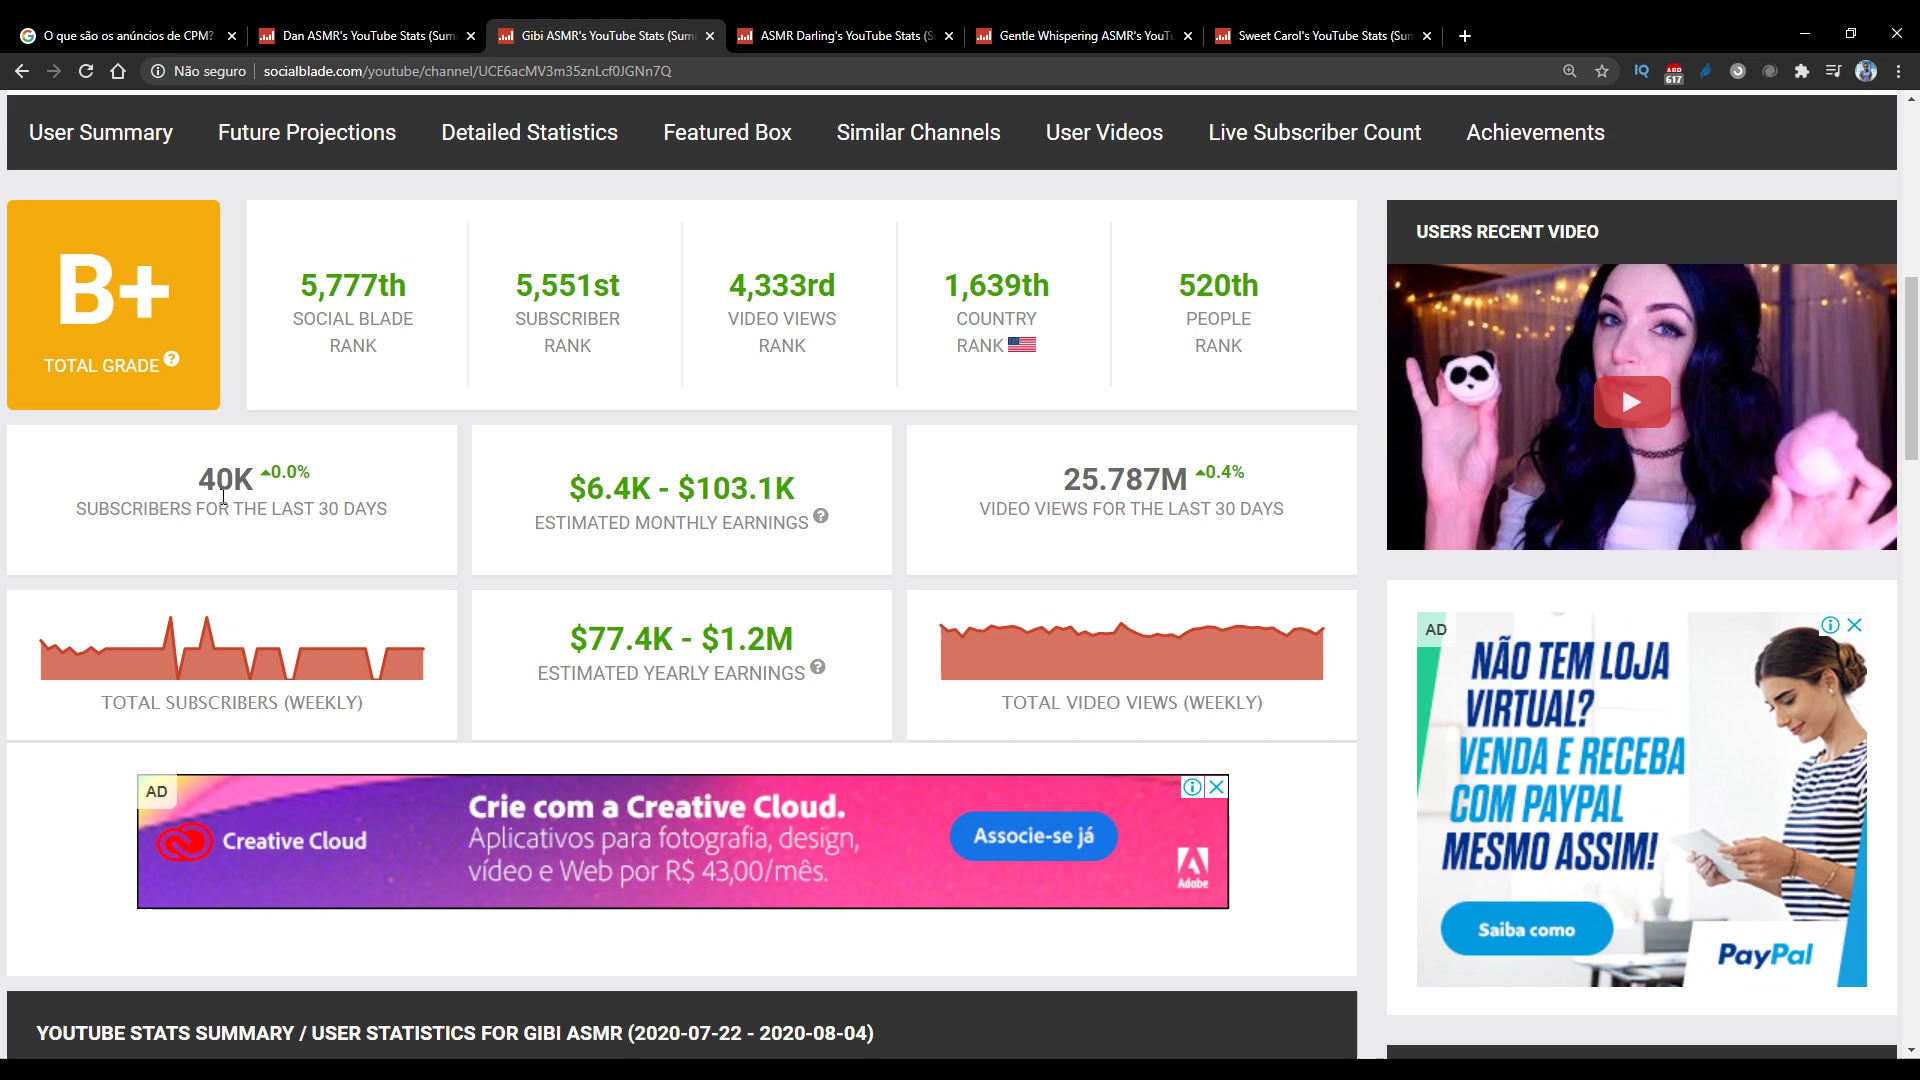 O que são os anúncios de CPM?
Dan ASMR's YouTube Stats (Sum
Gibi ASMR's YouTube Stats (Sum
ASMR Darling's YouTube Stats (S
Gentle Whispering ASMR's YouT
Sweet Carol's YouTube Stats (Sun
Não seguro
socialblade.com/youtube/channel/UCE6acMV3m35znLcf0JGNn7Q
IQ
ABD
617
User Summary
Future Projections
Detailed Statistics
Featured Box
Similar Channels
User Videos
Live Subscriber Count
Achievements
B+
TOTAL GRADE ?
5,777th
SOCIAL BLADE
RANK
5,551st
SUBSCRIBER
RANK
4,333rd
VIDEO VIEWS
RANK
1,639th
COUNTRY
RANK
520th
PEOPLE
RANK
USERS RECENT VIDEO
40K 0.0%
SUBSCRIBERS FOR THE LAST 30 DAYS
$6.4K - $103.1K
ESTIMATED MONTHLY EARNINGS ?
25.787M 0.4%
VIDEO VIEWS FOR THE LAST 30 DAYS
TOTAL SUBSCRIBERS (WEEKLY)
$77.4K - $1.2M
ESTIMATED YEARLY EARNINGS ?
TOTAL VIDEO VIEWS (WEEKLY)
AD
Creative Cloud
Crie com a Creative Cloud.
Aplicativos para fotografia, design,
vídeo e Web por R$ 43,00/mês.
Associe-se já
Adobe
AD
NÃO TEM LOJA
VIRTUAL?
VENDA E RECEBA
COM PAYPAL
MESMO ASSIM!
Saiba como
PayPal
YOUTUBE STATS SUMMARY / USER STATISTICS FOR GIBI ASMR (2020-07-22 - 2020-08-04)